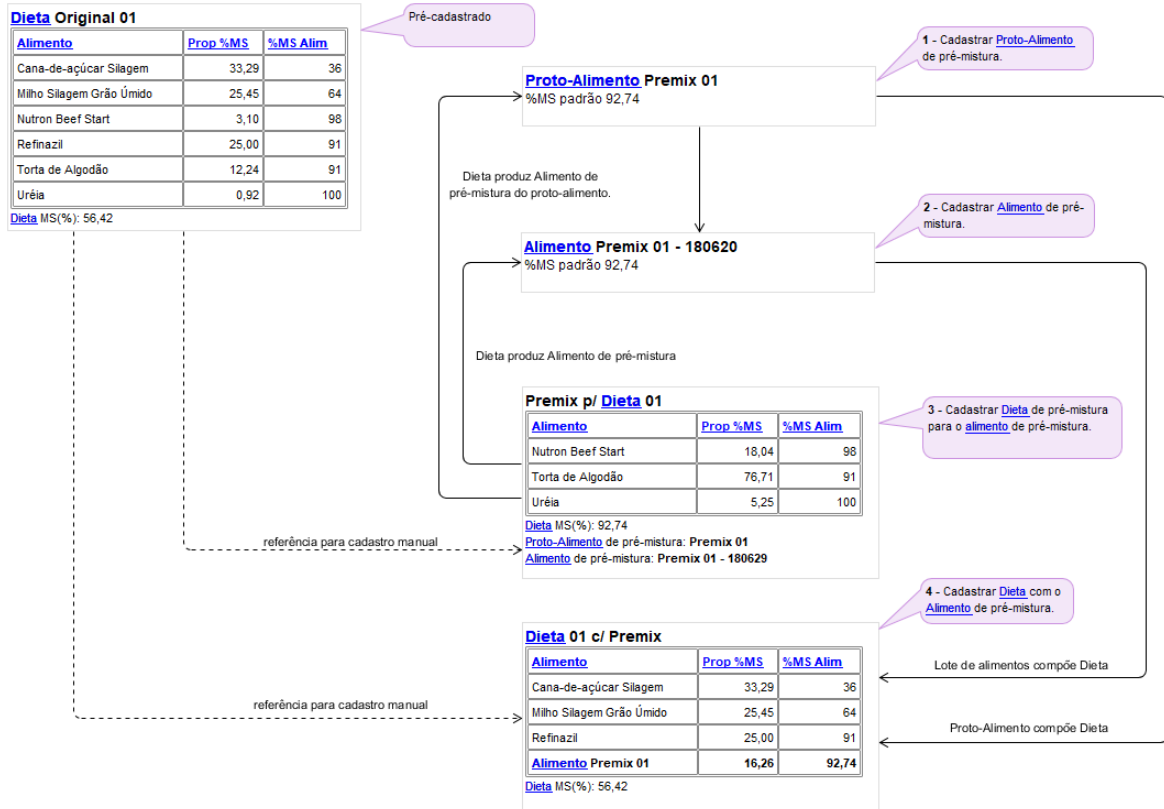 Dieta Original 01
Alimento Prop %MS %MS Alim
Cana-de-açúcar Silagem 33,29 36
Milho Silagem Grão Úmido 25,45 64
Nutron Beef Start 3,10 98
Refinazil 25,00 91
Torta de Algodão 12,24 91
Uréia 0,92 100
Dieta MS(%): 56,42
Pré-cadastrado
1 - Cadastrar Proto-Alimento
de pré-mistura.
Proto-Alimento Premix 01
%MS padrão 92,74
Dieta produz Alimento de
pré-mistura do proto-alimento.
2 - Cadastrar Alimento de pré-
mistura.
Alimento Premix 01 - 180620
%MS padrão 92,74
Dieta produz Alimento de pré-mistura
Premix p/ Dieta 01
Alimento Prop %MS %MS Alim
Nutron Beef Start 18,04 98
Torta de Algodão 76,71 91
Uréia 5,25 100
Dieta MS(%): 92,74
Proto-Alimento de pré-mistura: Premix 01
Alimento de pré-mistura: Premix 01 - 180629
3 - Cadastrar Dieta de pré-mistura
para o alimento de pré-mistura.
referência para cadastro manual
4 - Cadastrar Dieta com o
Alimento de pré-mistura.
Dieta 01 c/ Premix
Alimento Prop %MS %MS Alim
Cana-de-açúcar Silagem 33,29 36
Milho Silagem Grão Úmido 25,45 64
Refinazil 25,00 91
Alimento Premix 01 16,26 92,74
Dieta MS(%): 56,42
Lote de alimentos compõe Dieta
referência para cadastro manual
Proto-Alimento compõe Dieta